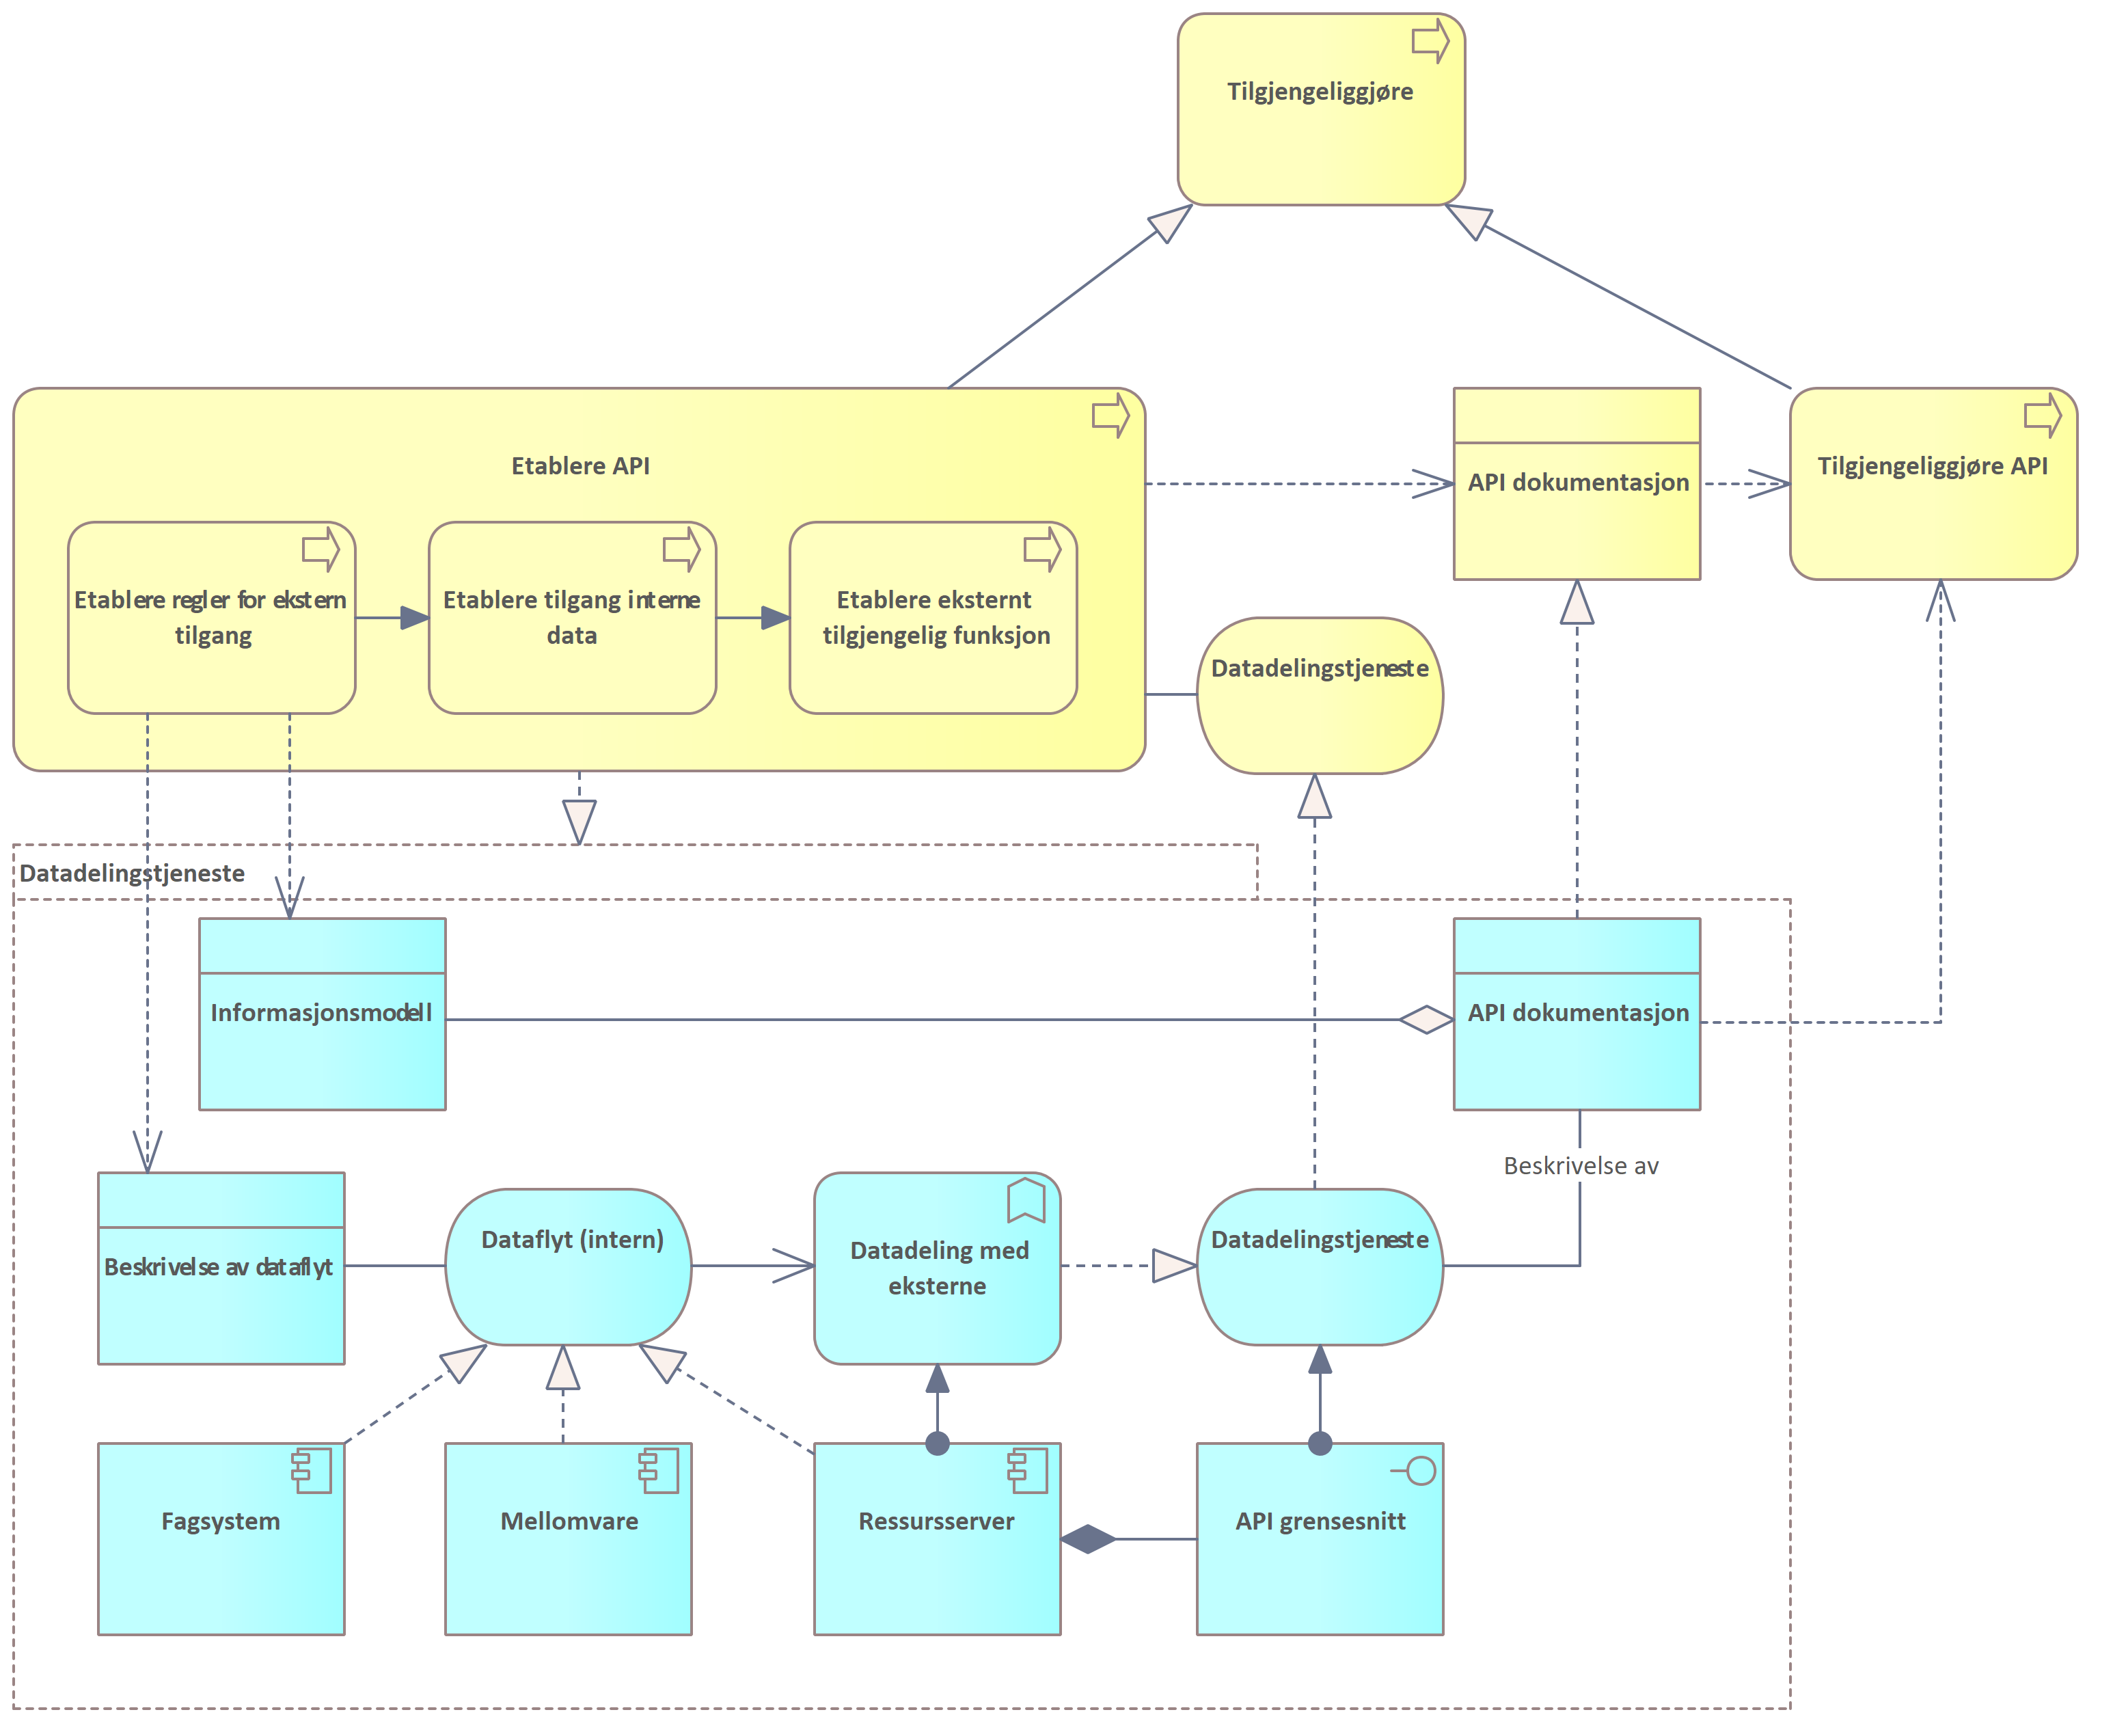 Tilgjengeliggjøre
Etablere API
API dokumentasjon
Tilgjengeliggjøre API
Etablere regler for ekstern
tilgang
Etablere tilgang interne
data
Etablere eksternt
tilgjengelig funksjon
Datadelingstjeneste
Datadelingstjeneste
Informasjonsmodell
API dokumentasjon
Beskrivelse av
Beskrivelse av dataflyt
Dataflyt (intern)
Datadeling med
eksterne
Datadelingstjeneste
Fagsystem
Mellomvare
Ressursserver
API grensesnitt